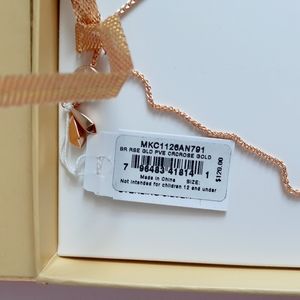 MKC1126AN791
BR RSE GLD PVE CRCROSE GOLD
7 96483 41814 1
Made in China SIZE:
Not intended for children 12 and under
$120.00